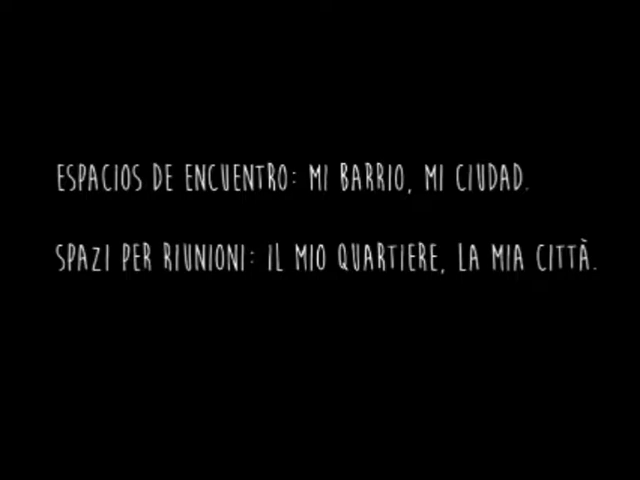 ESPACIOS DE ENCUENTRO: MI BARRIO, MI CIUDAD.
SPAZI PER RIUNIONI: IL MIO QUARTIERE, LA MIA CITTÀ.